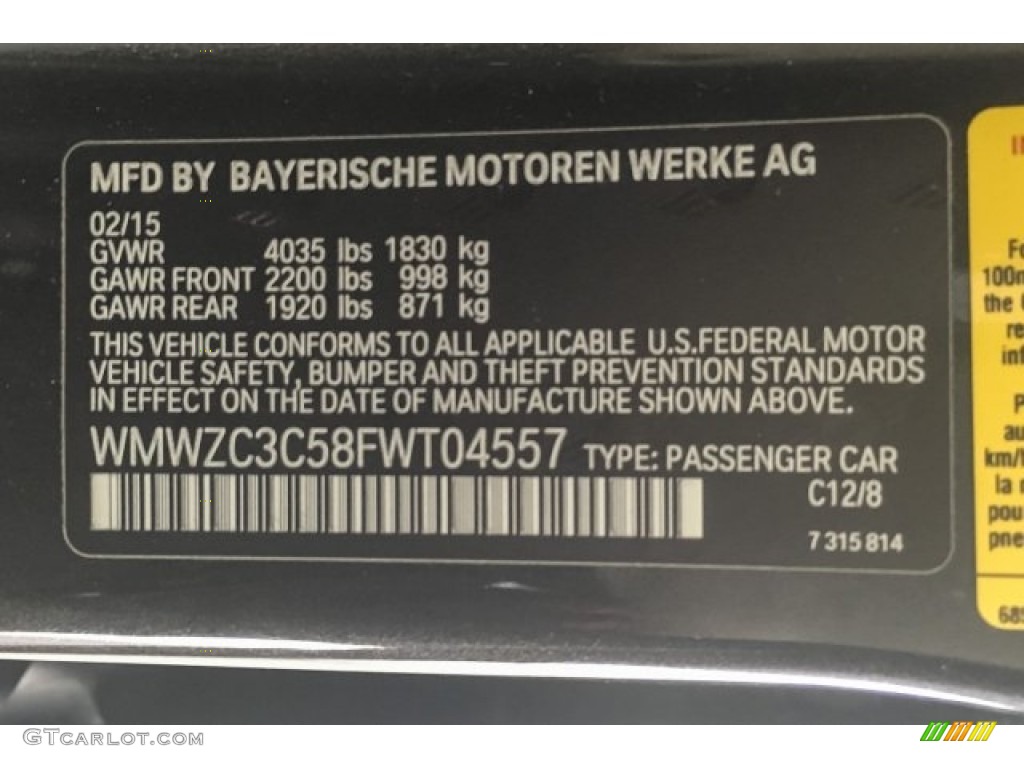 MFD BY BAYERISCHE MOTOREN WERKE AG
02/15
GVWR 4035 lbs 1830 kg
GAWR FRONT 2200 lbs 998 kg
GAWR REAR 1920 lbs 871 kg
THIS VEHICLE CONFORMS TO ALL APPLICABLE U.S.FEDERAL MOTOR
VEHICLE SAFETY, BUMPER AND THEFT PREVENTION STANDARDS
IN EFFECT ON THE DATE OF MANUFACTURE SHOWN ABOVE.
WMWZC3C58FWT04557 TYPE: PASSENGER CAR
C12/8
7 315 814
the
km/h
la
GTcarlot.com